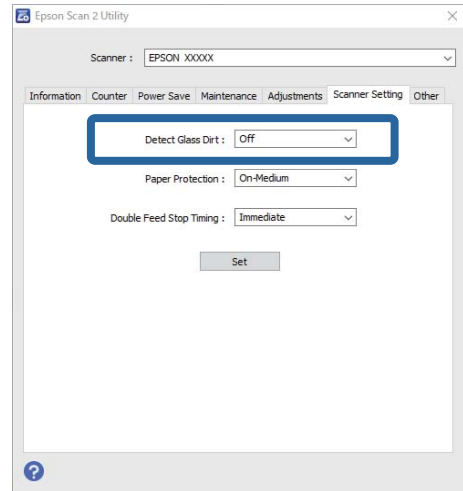 Epson Scan 2 Utility
Scanner : EPSON XXXXX
Information Counter Power Save Maintenance Adjustments Scanner Setting Other
Detect Glass Dirt : Off
Paper Protection : On-Medium
Double Feed Stop Timing : Immediate
Set
?